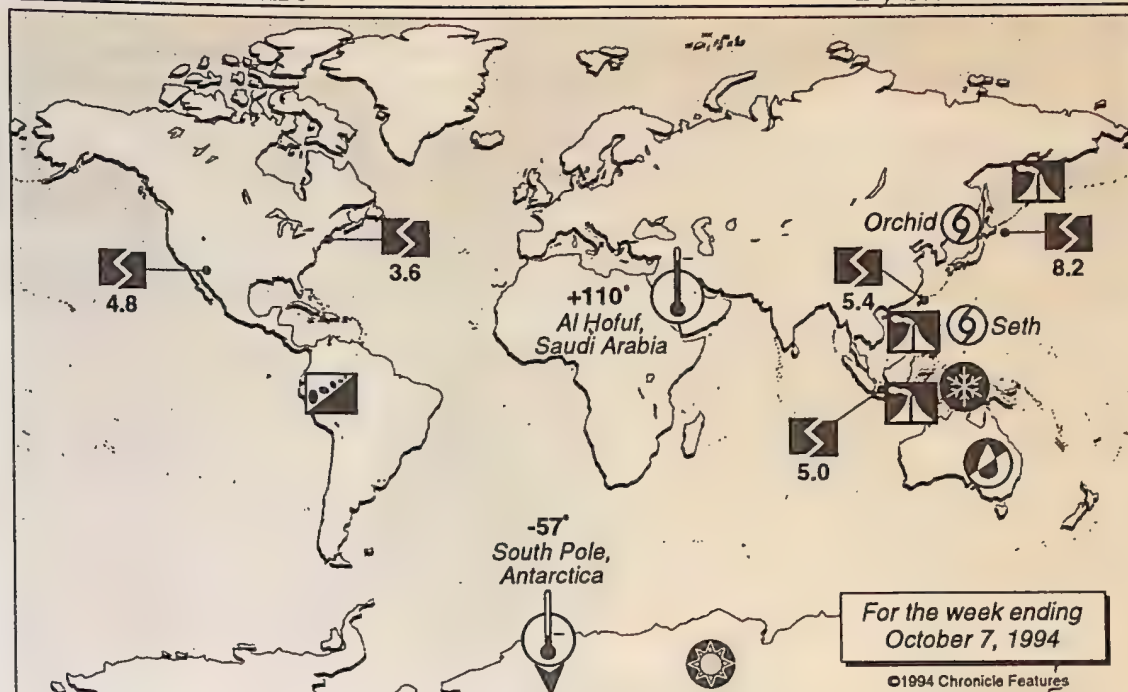 Orchid
8.2
3.6
4.8
5.4
+110°
Al Hofuf,
Saudi Arabia
Seth
5.0
-57°
South Pole,
Antarctica
For the week ending
October 7, 1994
©1994 Chronicle Features